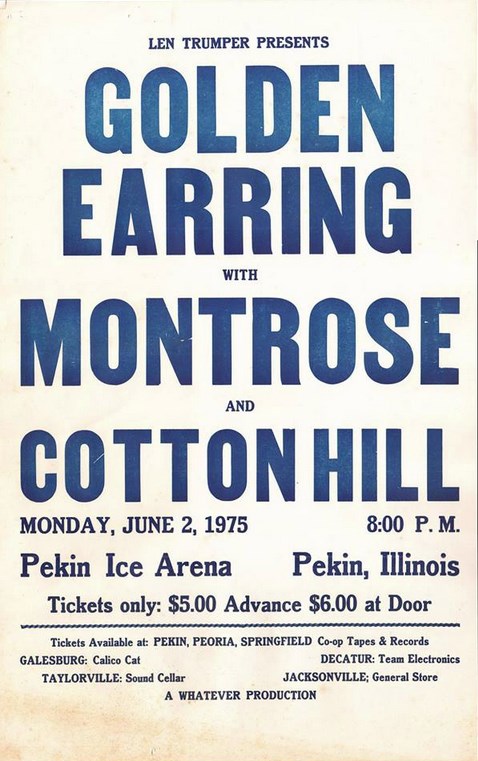 LEN TRUMPER PRESENTS
GOLDEN
EARRING
WITH
MONTROSE
AND
COTTON HILL
MONDAY, JUNE 2, 1975 8:00 P. M.
Pekin Ice Arena Pekin, Illinois
Tickets only: $5.00 Advance $6.00 at Door
Tickets Available at: PEKIN, PEORIA, SPRINGFIELD Co-op Tapes & Records
GALESBURG: Calico Cat DECATUR: Team Electronics
TAYLORVILLE: Sound Cellar JACKSONVILLE; General Store
A WHATEVER PRODUCTION